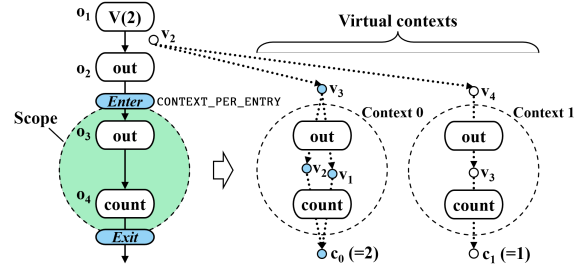 o1 V(2)
v2
Virtual contexts
o2 out
Enter CONTEXT_PER_ENTRY
v3
v4
Scope
Context 0
Context 1
o3 out
out
out
v2
v1
v3
o4 count
count
count
Exit
c0 (=2)
c1 (=1)